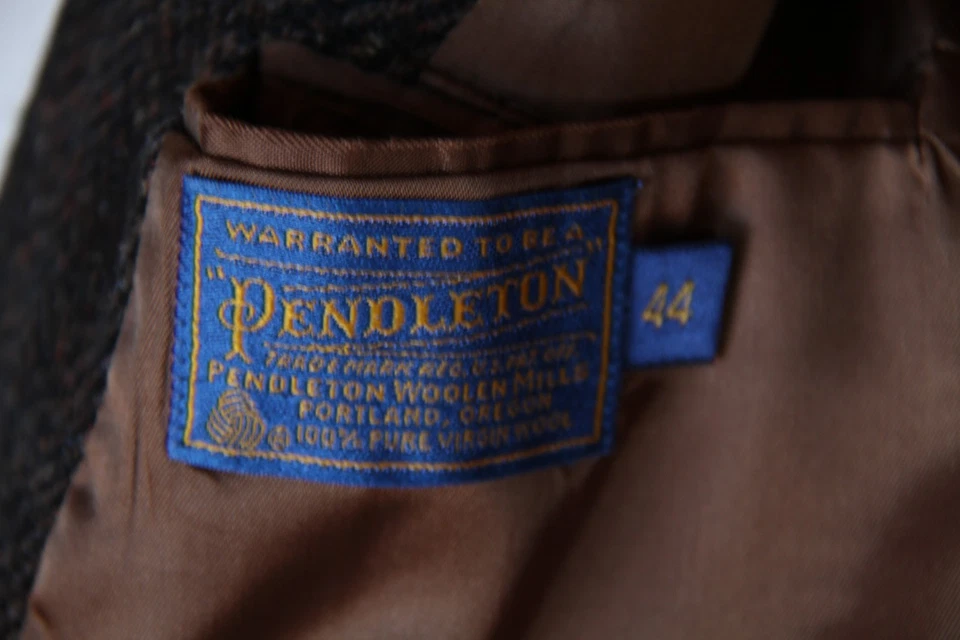 WARRANTED TO BE A
"PENDLETON"
44
TRADE MARK REG. U.S. PAT. OFF.
PENDLETON WOOLEN MILLS
PORTLAND, OREGON
® 100% PURE VIRGIN WOOL